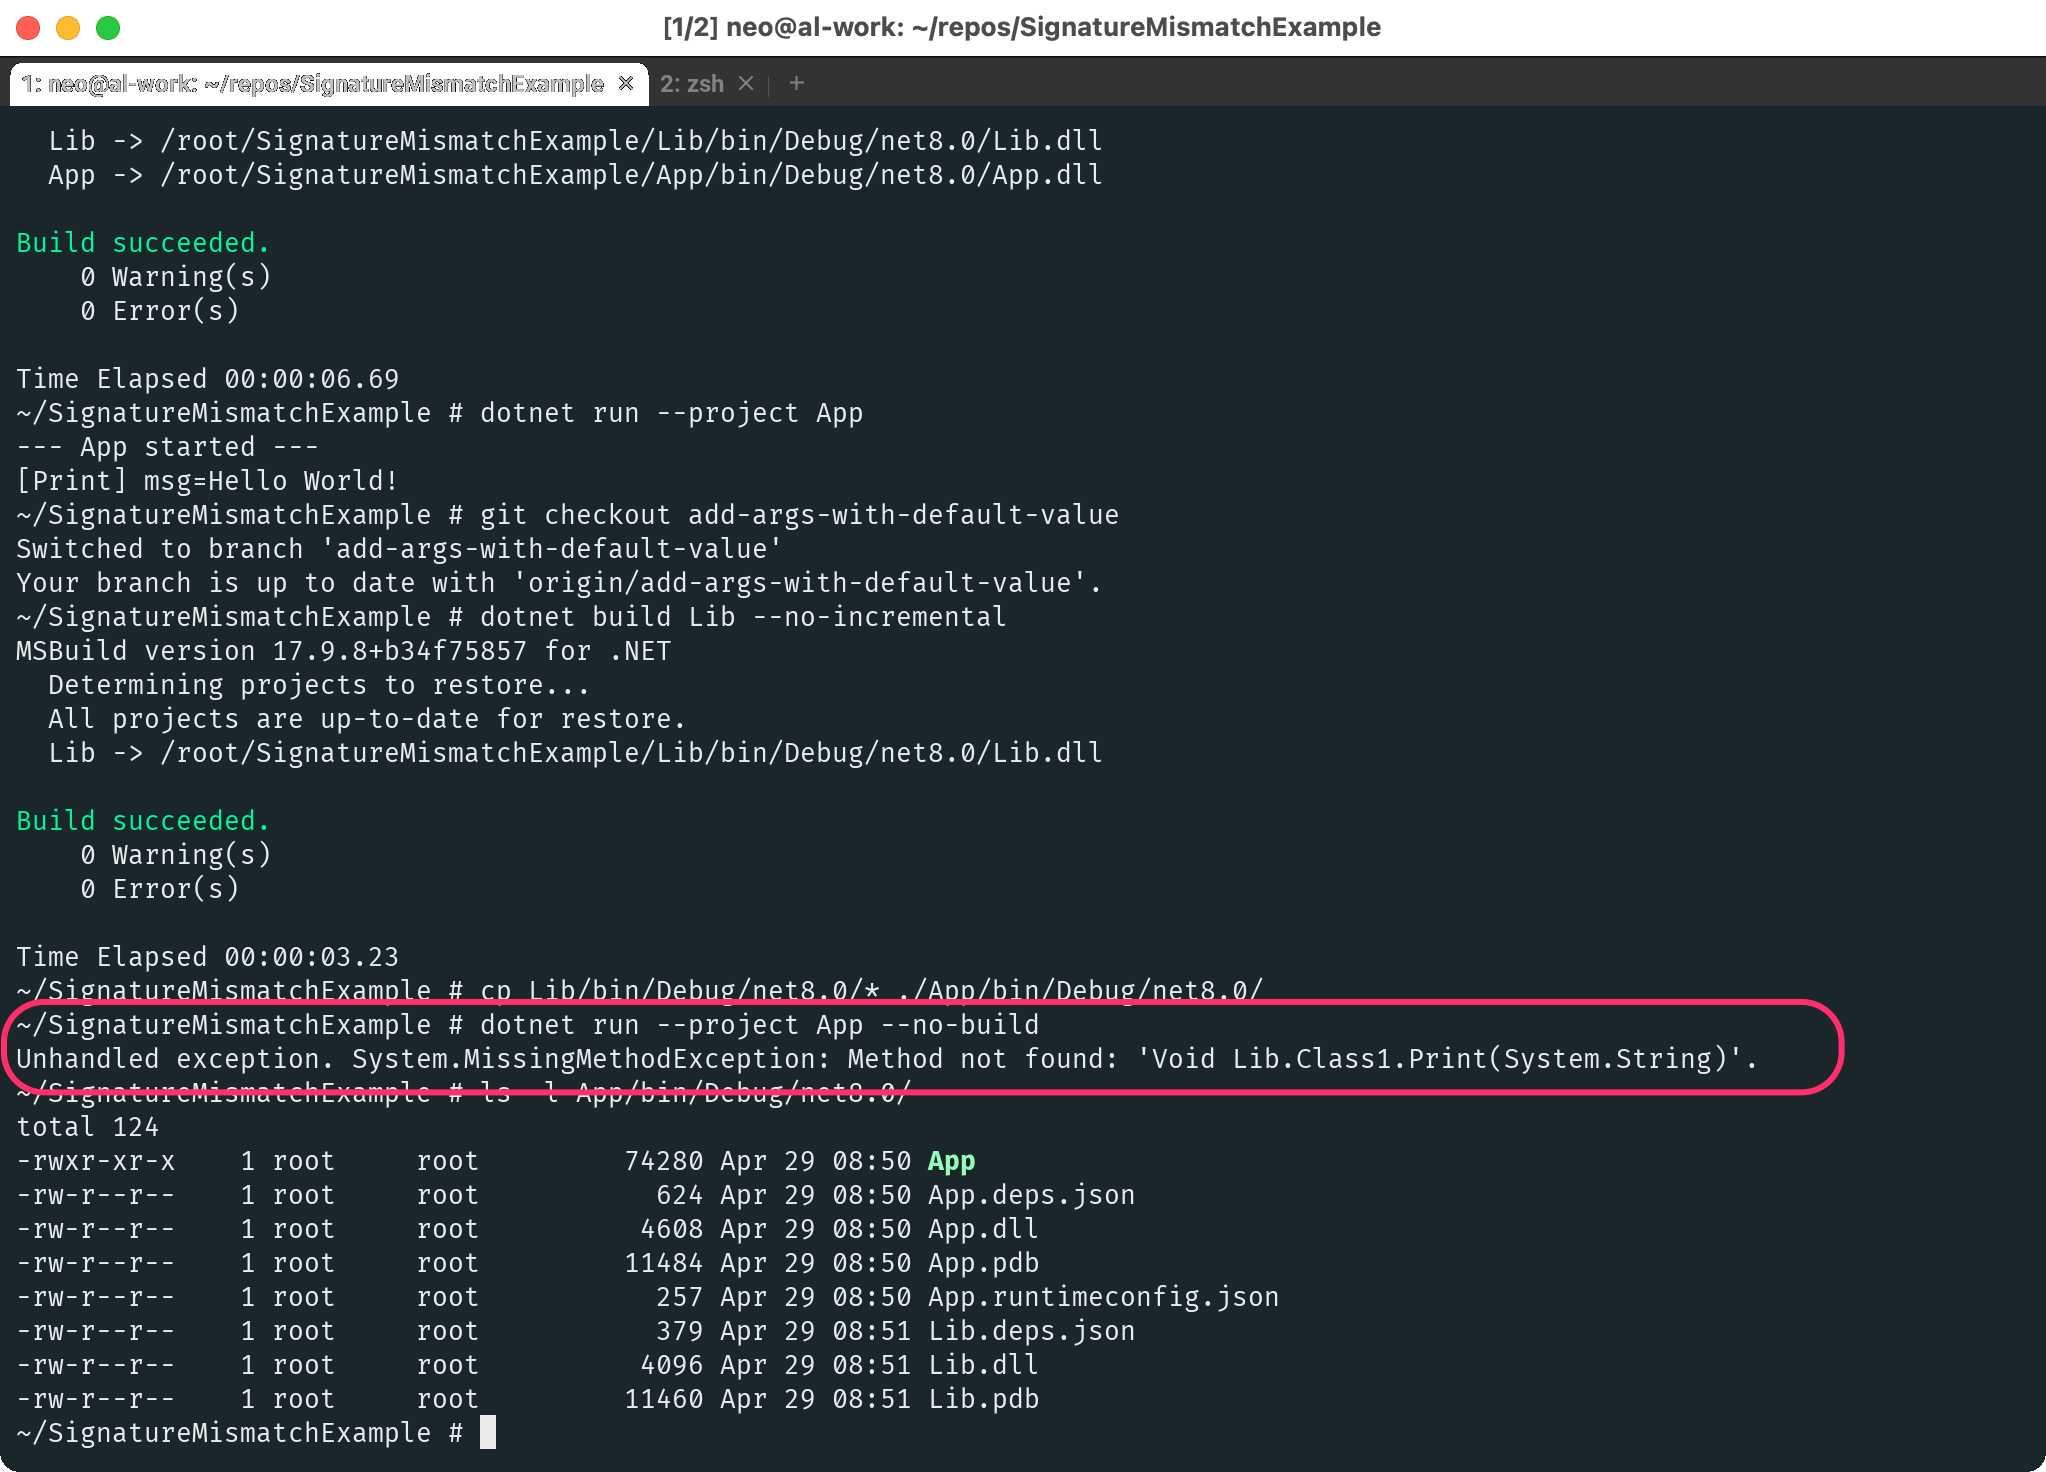 [1/2] neo@al-work: ~/repos/SignatureMismatchExample
1: neo@al-work: ~/repos/SignatureMismatchExample × 2: zsh × +
Lib -> /root/SignatureMismatchExample/Lib/bin/Debug/net8.0/Lib.dll
App -> /root/SignatureMismatchExample/App/bin/Debug/net8.0/App.dll
Build succeeded.
0 Warning(s)
0 Error(s)
Time Elapsed 00:00:06.69
~/SignatureMismatchExample # dotnet run --project App
--- App started ---
[Print] msg=Hello World!
~/SignatureMismatchExample # git checkout add-args-with-default-value
Switched to branch 'add-args-with-default-value'
Your branch is up to date with 'origin/add-args-with-default-value'.
~/SignatureMismatchExample # dotnet build Lib --no-incremental
MSBuild version 17.9.8+b34f75857 for .NET
Determining projects to restore...
All projects are up-to-date for restore.
Lib -> /root/SignatureMismatchExample/Lib/bin/Debug/net8.0/Lib.dll
Build succeeded.
0 Warning(s)
0 Error(s)
Time Elapsed 00:00:03.23
~/SignatureMismatchExample # cp Lib/bin/Debug/net8.0/* ./App/bin/Debug/net8.0/
~/SignatureMismatchExample # dotnet run --project App --no-build
Unhandled exception. System.MissingMethodException: Method not found: 'Void Lib.Class1.Print(System.String)'.
~/SignatureMismatchExample # ls -l App/bin/Debug/net8.0/
total 124
-rwxr-xr-x 1 root root 74280 Apr 29 08:50 App
-rw-r--r-- 1 root root 624 Apr 29 08:50 App.deps.json
-rw-r--r-- 1 root root 4608 Apr 29 08:50 App.dll
-rw-r--r-- 1 root root 11484 Apr 29 08:50 App.pdb
-rw-r--r-- 1 root root 257 Apr 29 08:50 App.runtimeconfig.json
-rw-r--r-- 1 root root 379 Apr 29 08:51 Lib.deps.json
-rw-r--r-- 1 root root 4096 Apr 29 08:51 Lib.dll
-rw-r--r-- 1 root root 11460 Apr 29 08:51 Lib.pdb
~/SignatureMismatchExample #